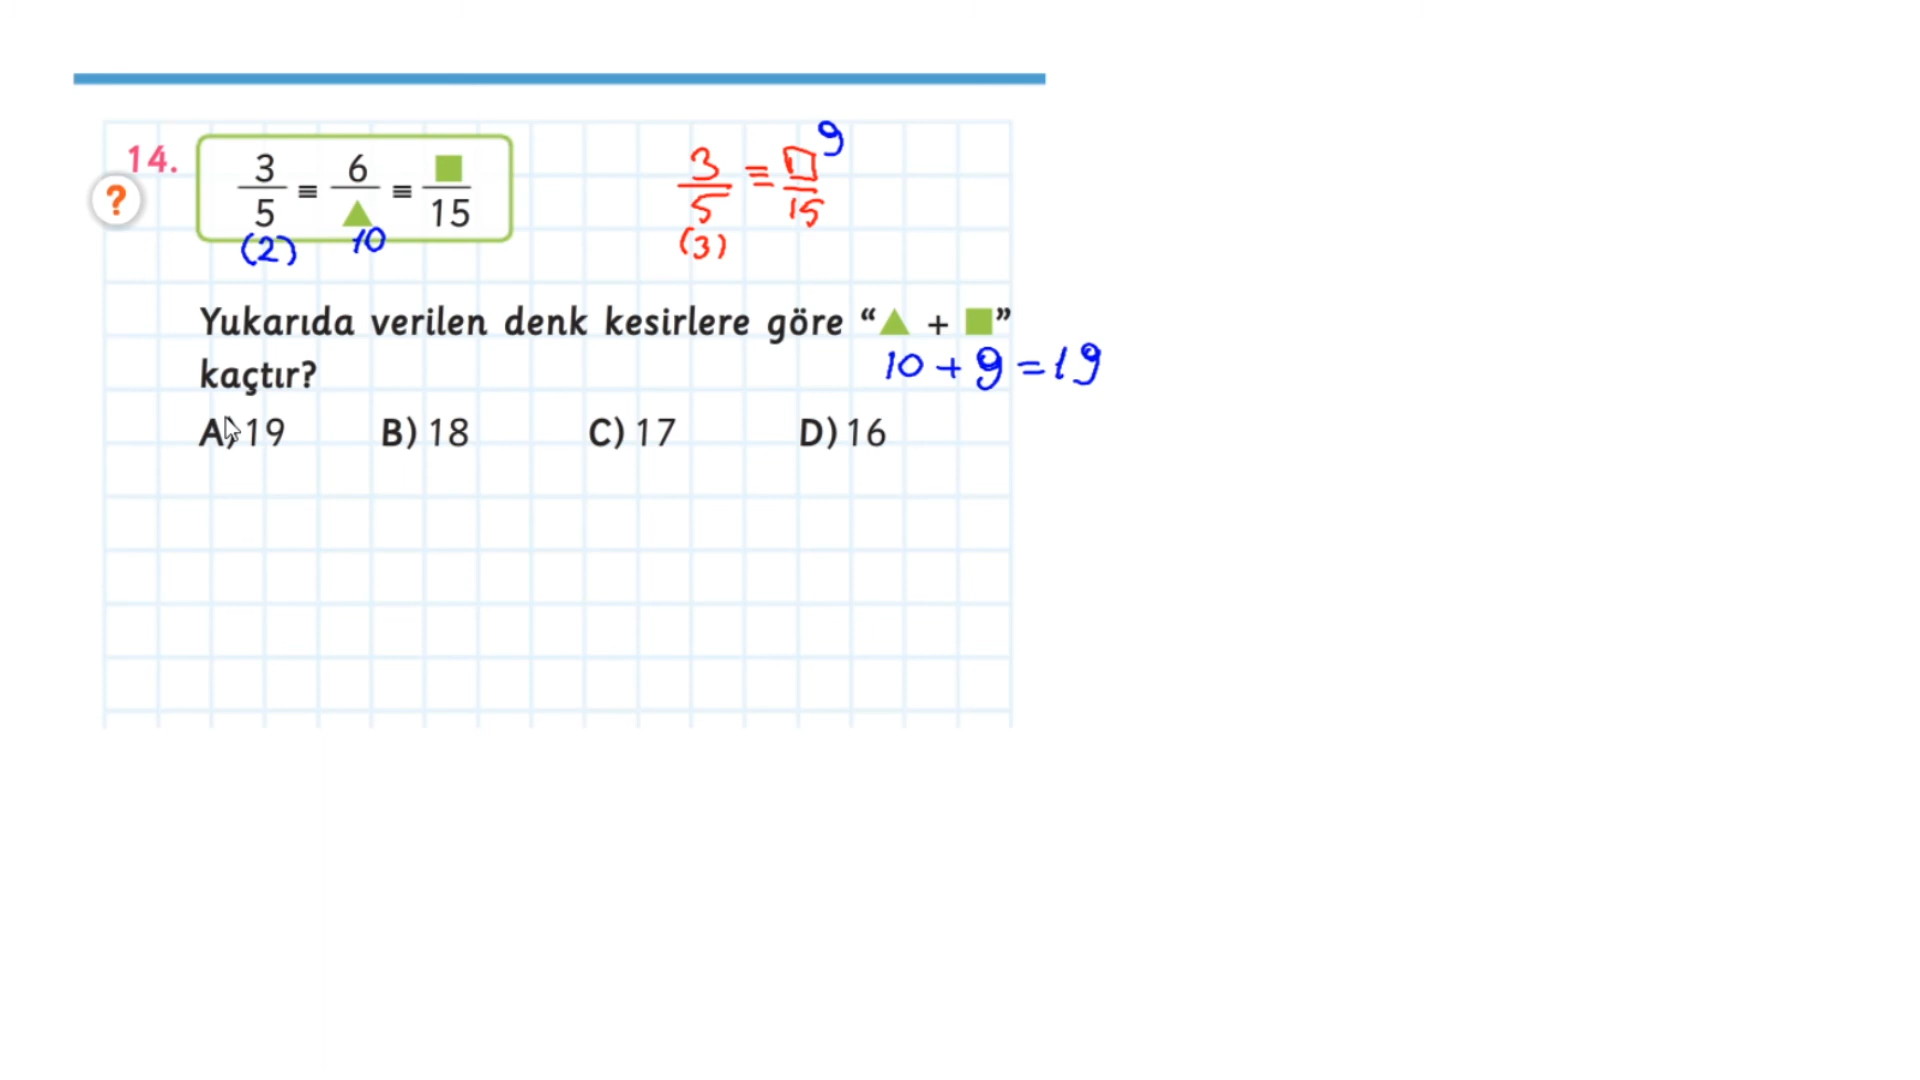 14.
?
3/5 ≡ 6/▲ ≡ ■/15
(2) 10
3/5 ≡ □/15 9
(3)
Yukarıda verilen denk kesirlere göre “▲ + ■”
10 + 9 = 19
kaçtır?
A) 19 B) 18 C) 17 D) 16